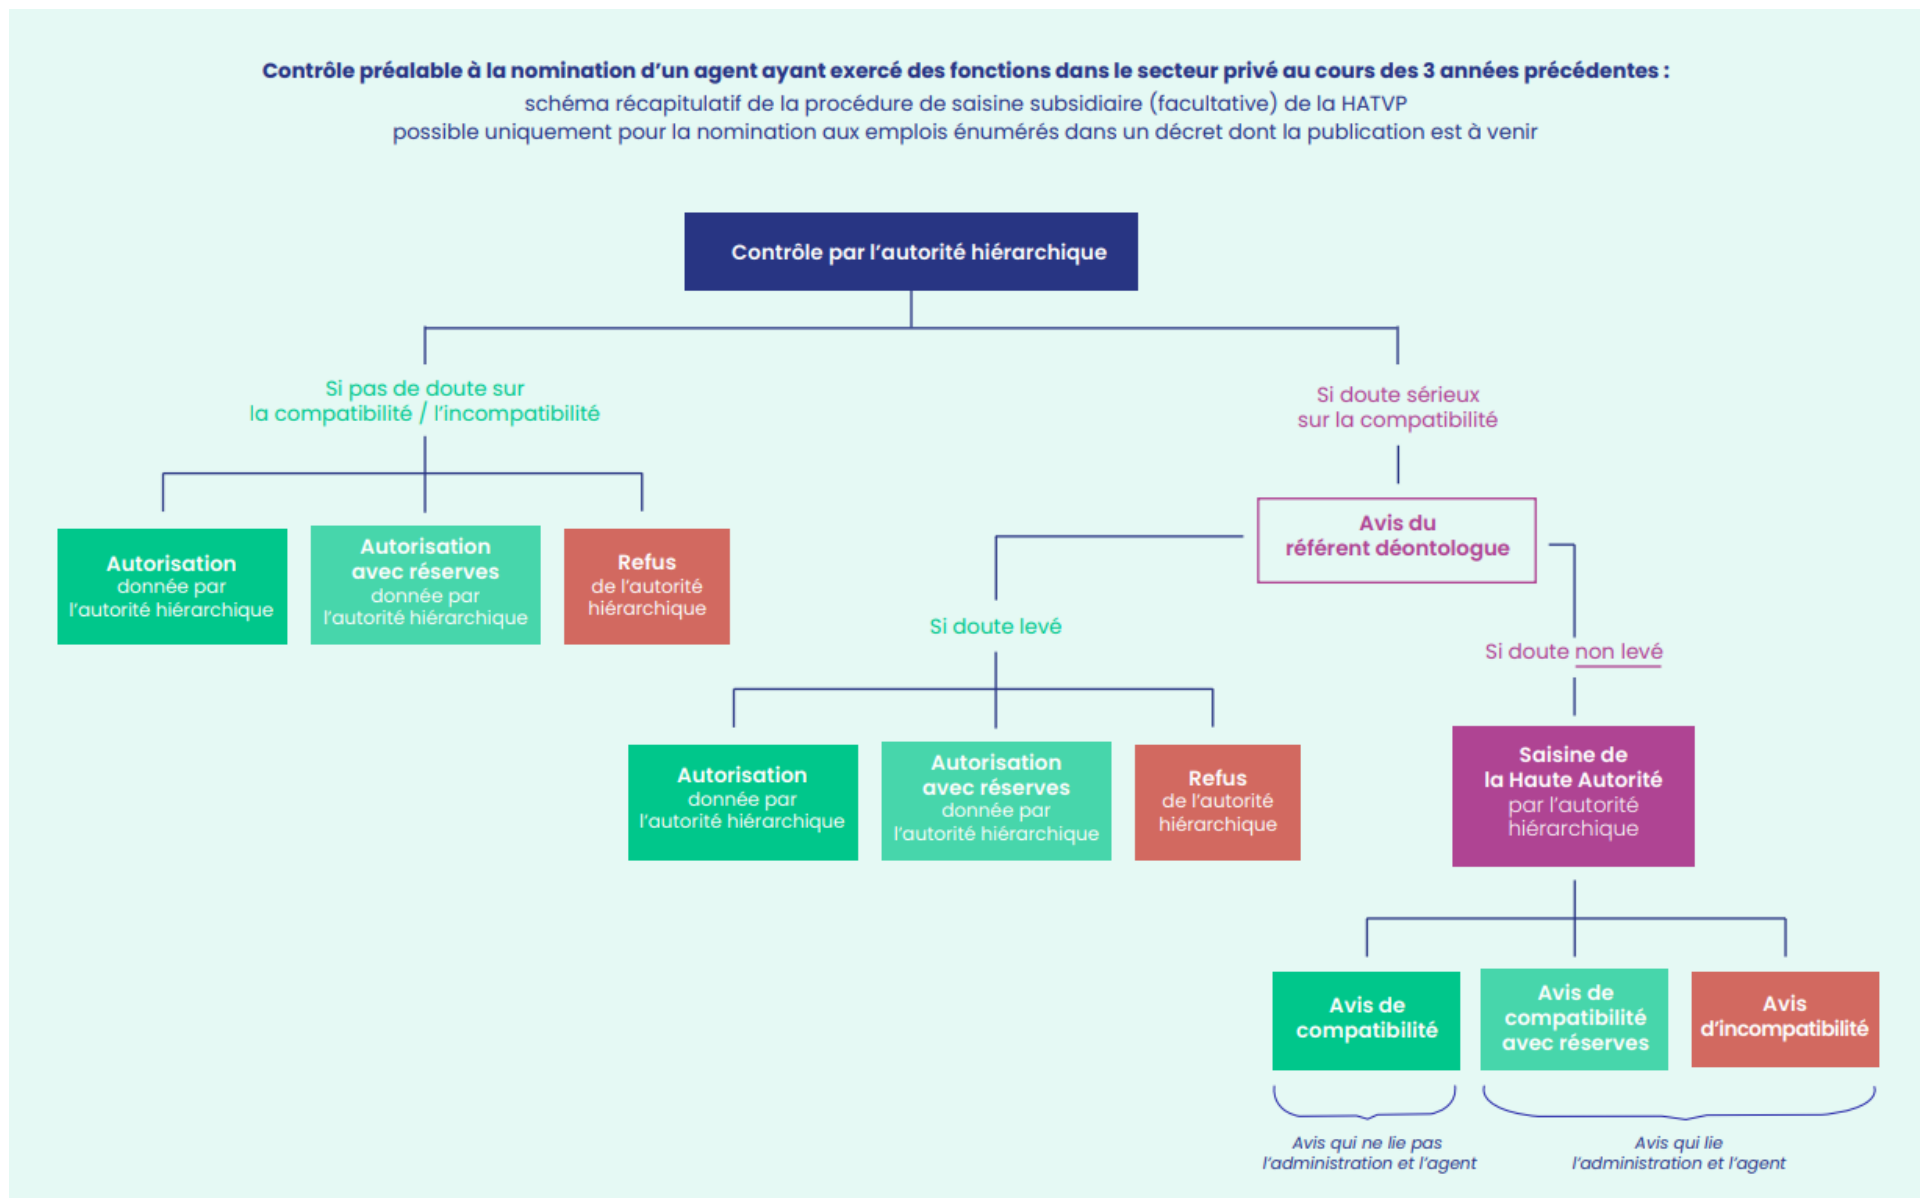 Contrôle préalable à la nomination d’un agent ayant exercé des fonctions dans le secteur privé au cours des 3 années précédentes :
schéma récapitulatif de la procédure de saisine subsidiaire (facultative) de la HATVP
possible uniquement pour la nomination aux emplois énumérés dans un décret dont la publication est à venir
Contrôle par l’autorité hiérarchique
Si pas de doute sur
la compatibilité / l’incompatibilité
Si doute sérieux
sur la compatibilité
Autorisation
donnée par
l’autorité hiérarchique
Autorisation
avec réserves
donnée par
l’autorité hiérarchique
Refus
de l’autorité
hiérarchique
Avis du
référent déontologue
Si doute levé
Si doute non levé
Autorisation
donnée par
l’autorité hiérarchique
Autorisation
avec réserves
donnée par
l’autorité hiérarchique
Refus
de l’autorité
hiérarchique
Saisine de
la Haute Autorité
par l’autorité
hiérarchique
Avis de
compatibilité
Avis de
compatibilité
avec réserves
Avis
d’incompatibilité
Avis qui ne lie pas
l’administration et l’agent
Avis qui lie
l’administration et l’agent